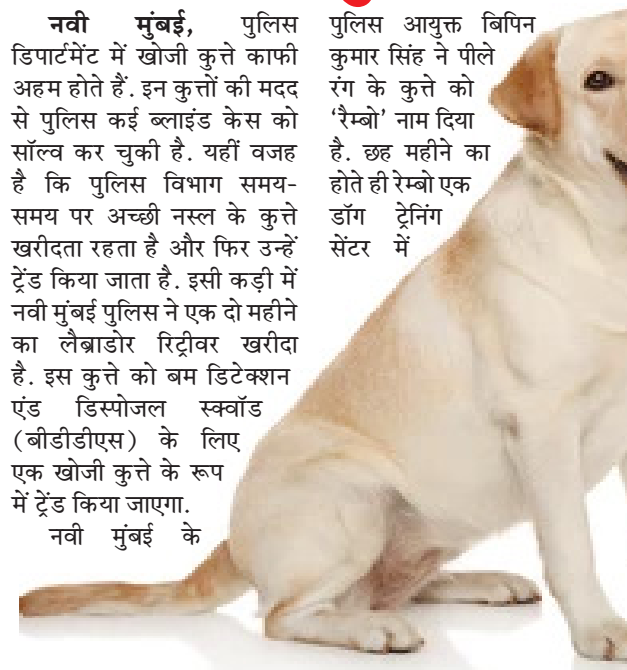 नवी मुंबई, पुलिस
डिपार्टमेंट में खोजी कुत्ते काफी
अहम होते हैं. इन कुत्तों की मदद
से पुलिस कई ब्लाइंड केस को
सॉल्व कर चुकी है. यहीं वजह
है कि पुलिस विभाग समय-
समय पर अच्छी नस्ल के कुत्ते
खरीदता रहता है और फिर उन्हें
ट्रेंड किया जाता है. इसी कड़ी में
नवी मुंबई पुलिस ने एक दो महीने
का लैब्राडोर रिट्रीवर खरीदा
है. इस कुत्ते को बम डिटेक्शन
एंड डिस्पोजल स्क्वॉड
(बीडीडीएस) के लिए
एक खोजी कुत्ते के रूप
में ट्रेंड किया जाएगा.
नवी मुंबई के
पुलिस आयुक्त बिपिन
कुमार सिंह ने पीले
रंग के कुत्ते को
‘रैम्बो’ नाम दिया
है. छह महीने का
होते ही रेम्बो एक
डॉग ट्रेनिंग
सेंटर में